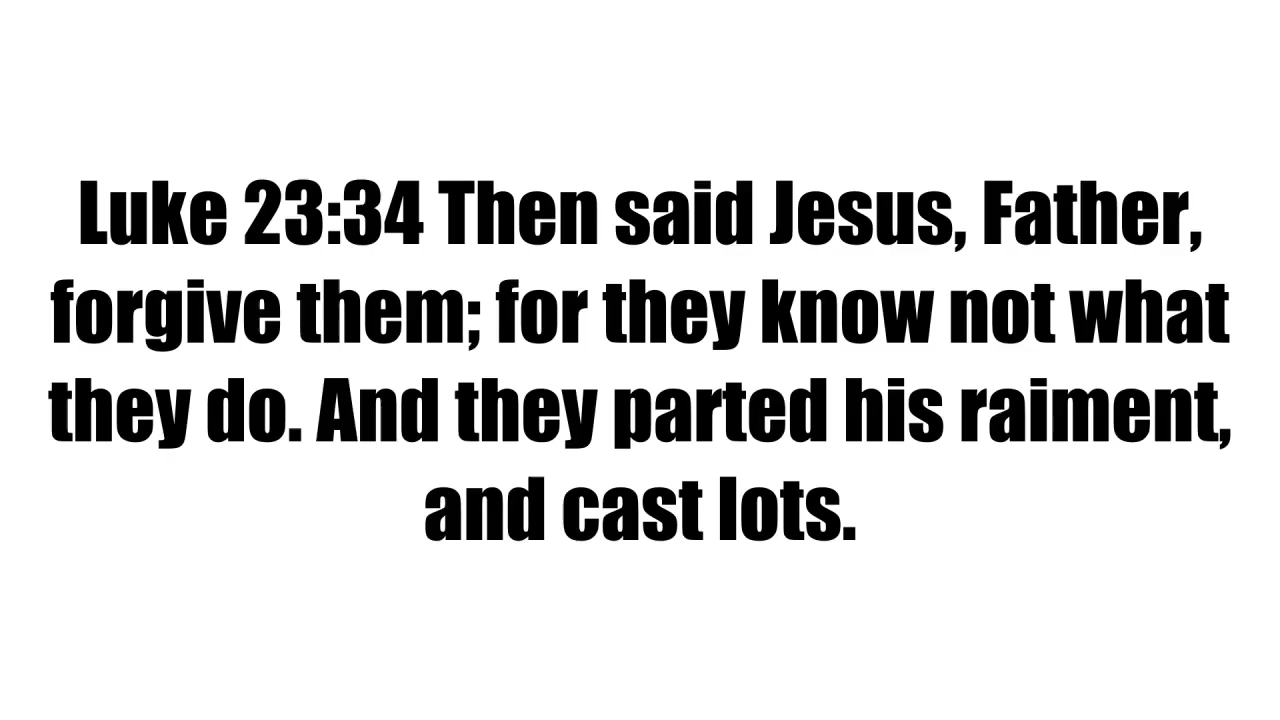 Luke 23:34 Then said Jesus, Father,
forgive them; for they know not what
they do. And they parted his raiment,
and cast lots.